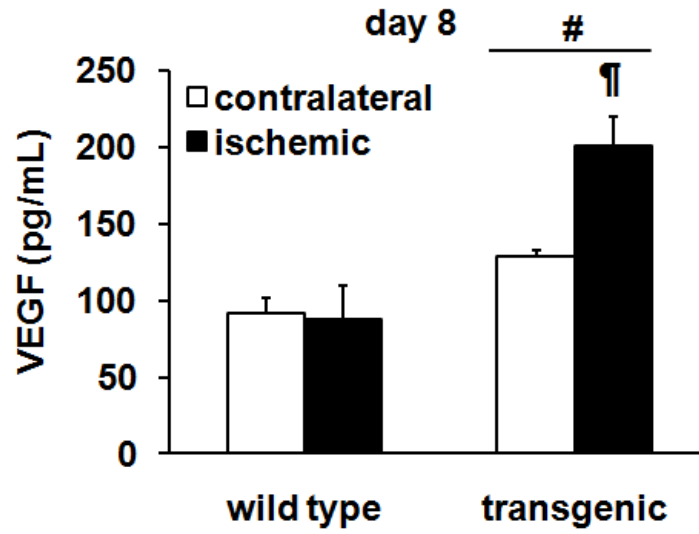 day 8
#
¶
250
200
150
100
50
0
VEGF (pg/mL)
contralateral
ischemic
wild type
transgenic